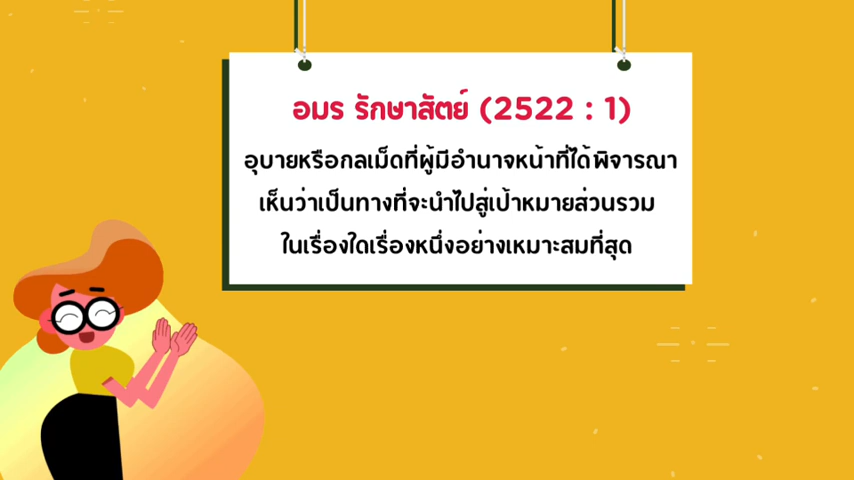 อมร รักษาสัตย์ (2522 : 1)
อุบายหรือกลเม็ดที่ผู้มีอำนาจหน้าที่ได้พิจารณา
เห็นว่าเป็นทางที่จะนำไปสู่เป้าหมายส่วนรวม
ในเรื่องใดเรื่องหนึ่งอย่างเหมาะสมที่สุด